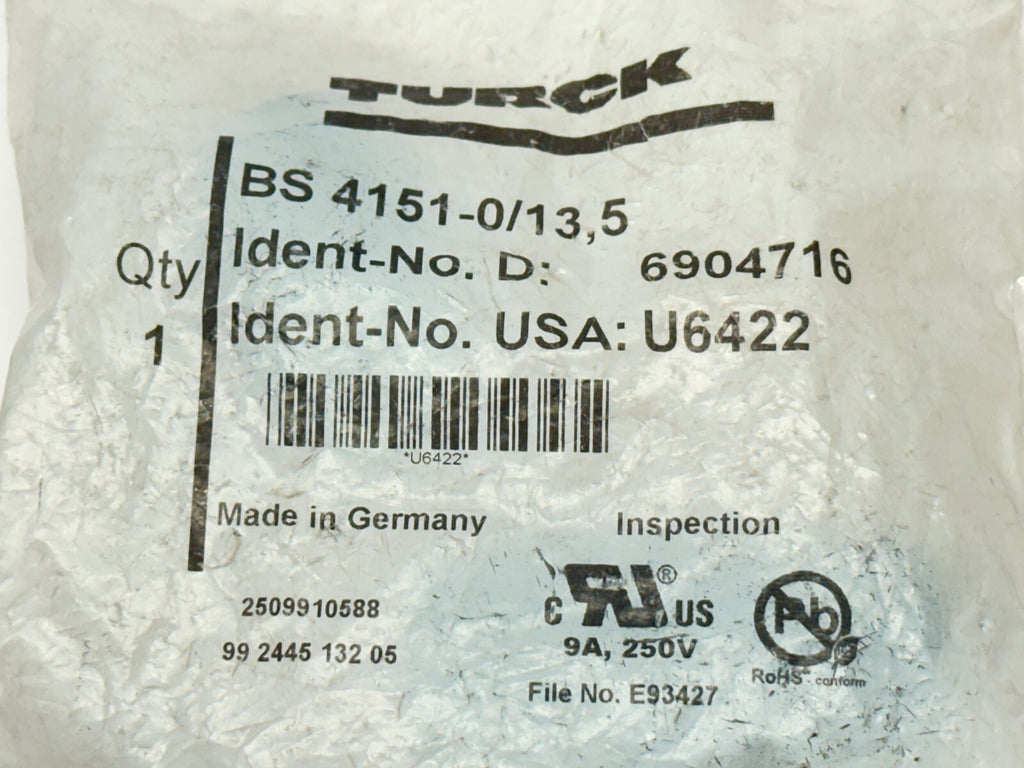 TURCK
BS 4151-0/13,5
Ident-No. D: 6904716
Qty
Ident-No. USA: U6422
1
*U6422*
Made in Germany
Inspection
2509910588
c RU® US
99 2445 132 05
9A, 250V
File No. E93427
Pb
RoHS conform